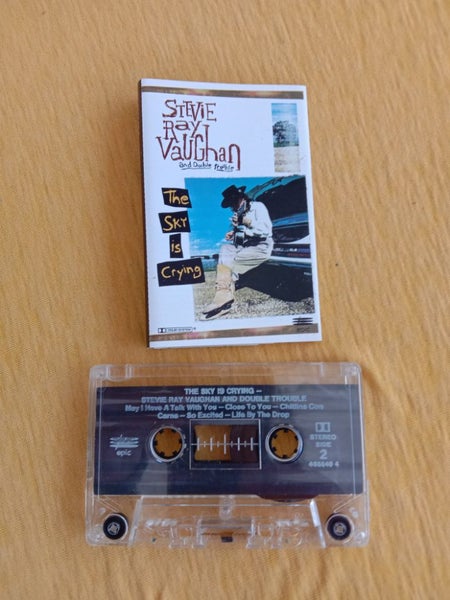 STEVIE
RAY
VAUGHAN
and Double Trouble
The
SKY
is
Crying
epic
THE SKY IS CRYING –
STEVIE RAY VAUGHAN AND DOUBLE TROUBLE
May I Have A Talk With You – Close To You – Chitlins Con
Carne – So Excited – Life By The Drop
epic
STEREO
SIDE
2